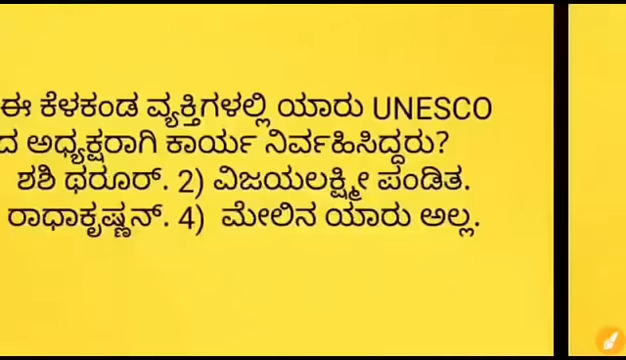 ಈ ಕೆಳಕಂಡ ವ್ಯಕ್ತಿಗಳಲ್ಲಿ ಯಾರು UNESCO
ದ ಅಧ್ಯಕ್ಷರಾಗಿ ಕಾರ್ಯ ನಿರ್ವಹಿಸಿದ್ದರು?
ಶಶಿ ಥರೂರ್. 2) ವಿಜಯಲಕ್ಷ್ಮೀ ಪಂಡಿತ.
ರಾಧಾಕೃಷ್ಣನ್. 4) ಮೇಲಿನ ಯಾರು ಅಲ್ಲ.